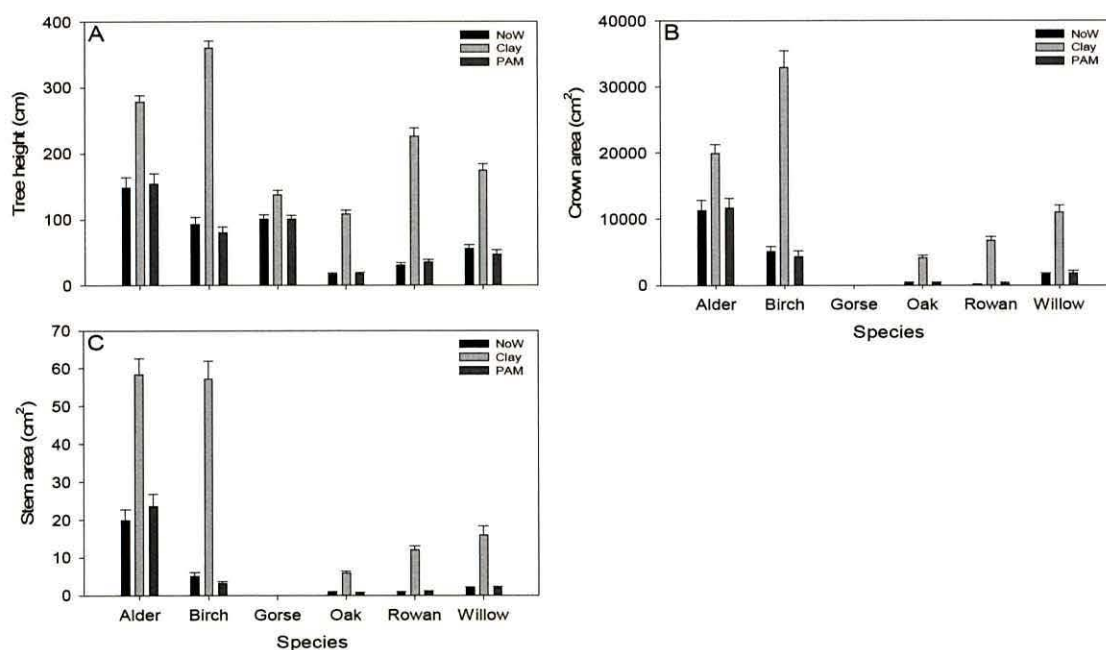 A
NoW
Clay
PAM
Tree height (cm)
400
300
200
100
0
B
NoW
Clay
PAM
Crown area (cm²)
40000
30000
20000
10000
0
Alder Birch Gorse Oak Rowan Willow
Species
C
NoW
Clay
PAM
Stem area (cm²)
70
60
50
40
30
20
10
0
Alder Birch Gorse Oak Rowan Willow
Species